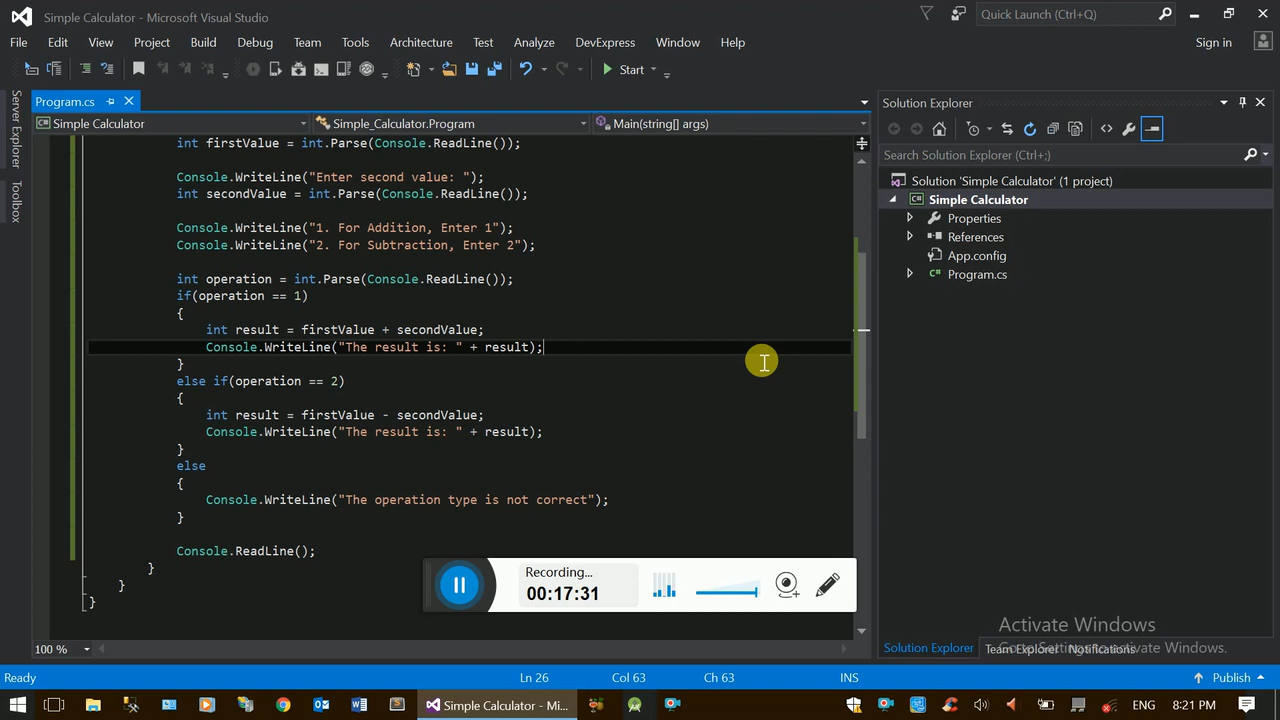 Simple Calculator - Microsoft Visual Studio
Quick Launch (Ctrl+Q)
File Edit View Project Build Debug Team Tools Architecture Test Analyze DevExpress Window Help
Sign in
Start
Server Explorer
Toolbox
Program.cs
Simple Calculator
Simple_Calculator.Program
Main(string[] args)
int firstValue = int.Parse(Console.ReadLine());
Console.WriteLine("Enter second value: ");
int secondValue = int.Parse(Console.ReadLine());
Console.WriteLine("1. For Addition, Enter 1");
Console.WriteLine("2. For Subtraction, Enter 2");
int operation = int.Parse(Console.ReadLine());
if(operation == 1)
{
int result = firstValue + secondValue;
Console.WriteLine("The result is: " + result);
}
else if(operation == 2)
{
int result = firstValue - secondValue;
Console.WriteLine("The result is: " + result);
}
else
{
Console.WriteLine("The operation type is not correct");
}
Console.ReadLine();
}
}
}
Recording...
00:17:31
100 %
Solution Explorer
Search Solution Explorer (Ctrl+;)
Solution 'Simple Calculator' (1 project)
Simple Calculator
Properties
References
App.config
Program.cs
Activate Windows
Go to Settings to activate Windows.
Solution Explorer Team Explorer Notifications
Ready
Ln 26
Col 63
Ch 63
INS
Publish
Simple Calculator - Mi...
ENG
8:21 PM